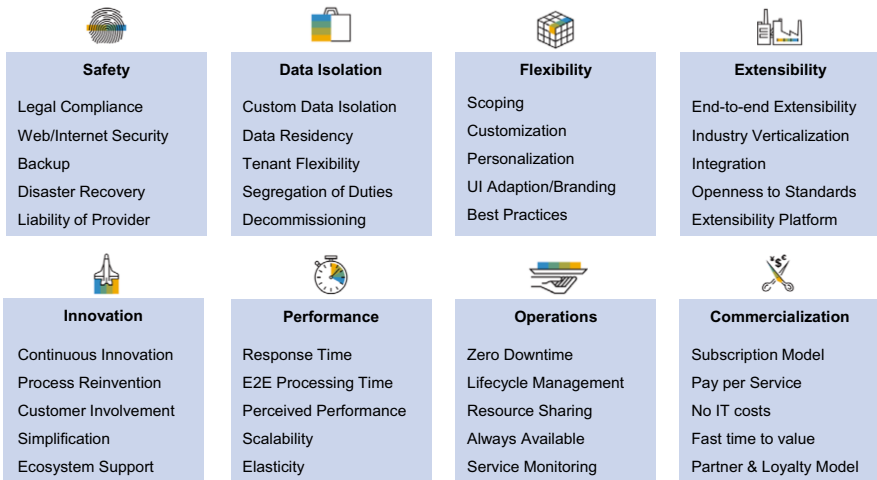 Safety
Legal Compliance
Web/Internet Security
Backup
Disaster Recovery
Liability of Provider
Data Isolation
Custom Data Isolation
Data Residency
Tenant Flexibility
Segregation of Duties
Decommissioning
Flexibility
Scoping
Customization
Personalization
UI Adaption/Branding
Best Practices
Extensibility
End-to-end Extensibility
Industry Verticalization
Integration
Openness to Standards
Extensibility Platform
Innovation
Continuous Innovation
Process Reinvention
Customer Involvement
Simplification
Ecosystem Support
Performance
Response Time
E2E Processing Time
Perceived Performance
Scalability
Elasticity
Operations
Zero Downtime
Lifecycle Management
Resource Sharing
Always Available
Service Monitoring
¥$€
Commercialization
Subscription Model
Pay per Service
No IT costs
Fast time to value
Partner & Loyalty Model